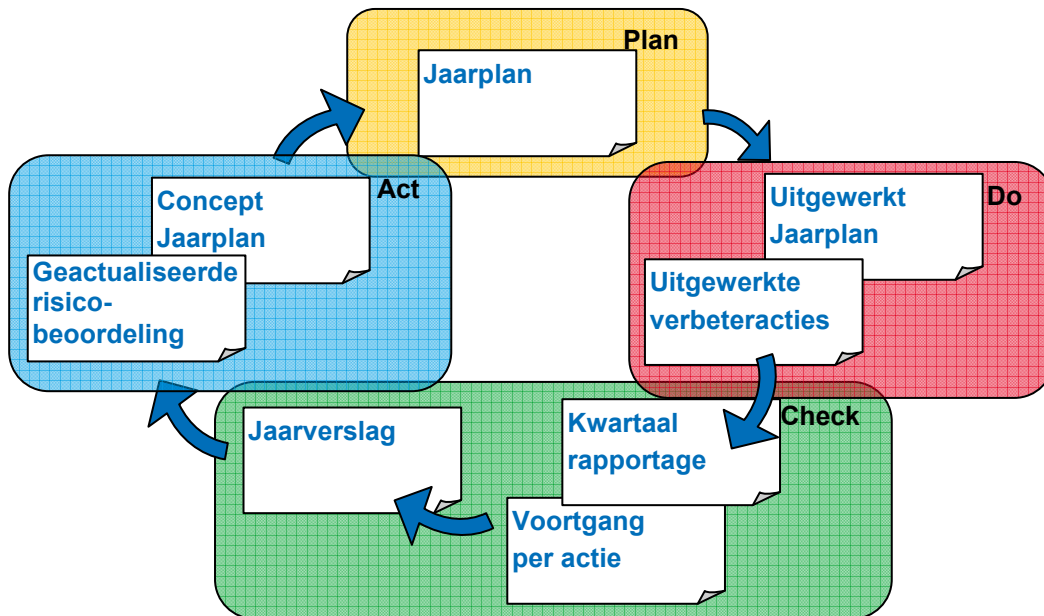 Plan
Jaarplan
Act
Concept
Jaarplan
Geactualiseerde
risico-
beoordeling
Do
Uitgewerkt
Jaarplan
Uitgewerkte
verbeteracties
Check
Kwartaal
rapportage
Voortgang
per actie
Jaarverslag